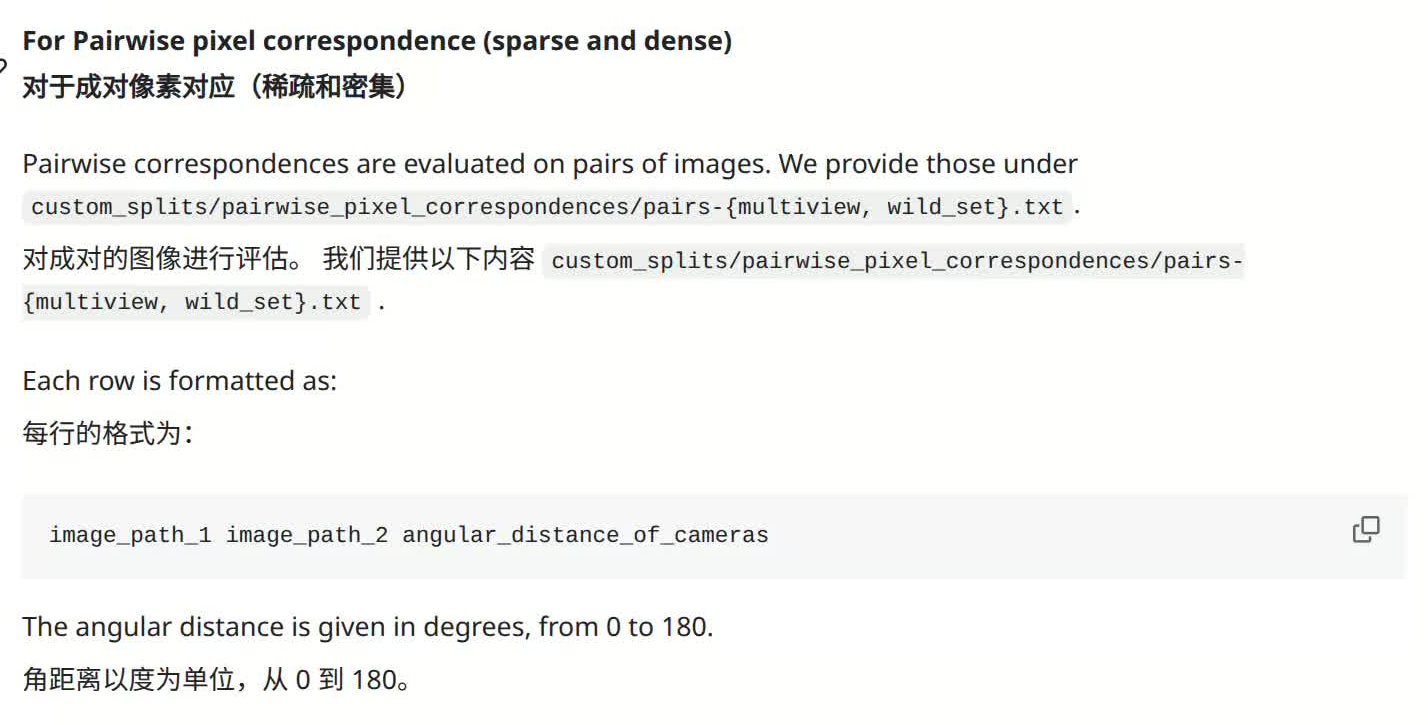 For Pairwise pixel correspondence (sparse and dense)
对于成对像素对应（稀疏和密集）
Pairwise correspondences are evaluated on pairs of images. We provide those under
custom_splits/pairwise_pixel_correspondences/pairs-{multiview, wild_set}.txt .
对成对的图像进行评估。 我们提供以下内容 custom_splits/pairwise_pixel_correspondences/pairs-
{multiview, wild_set}.txt .
Each row is formatted as:
每行的格式为：
image_path_1 image_path_2 angular_distance_of_cameras
The angular distance is given in degrees, from 0 to 180.
角距离以度为单位，从 0 到 180。